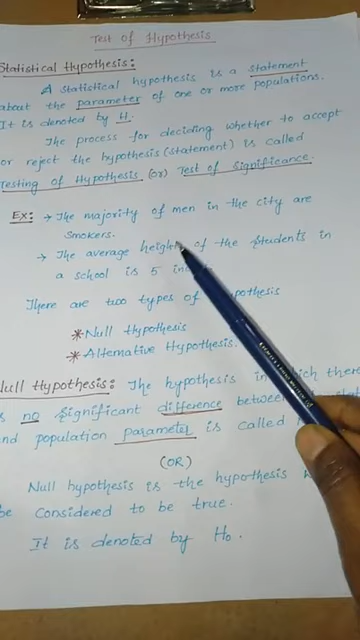 Test of Hypothesis
Statistical Hypothesis:
A statistical hypothesis is a statement
about the parameter of one or more populations.
It is denoted by H.
The process for deciding whether to accept
or reject the hypothesis (statement) is called
Testing of Hypothesis (or) Test of Significance.
Ex: → The majority of men in the city are
smokers.
→ The average height of the students in
a school is 5
There are two types of hypothesis
* Null Hypothesis
* Alternative Hypothesis.
Null Hypothesis: The hypothesis in which there
is no significant difference between
and population parameter is called
(OR)
Null hypothesis is the hypothesis
be considered to be true.
It is denoted by H₀.